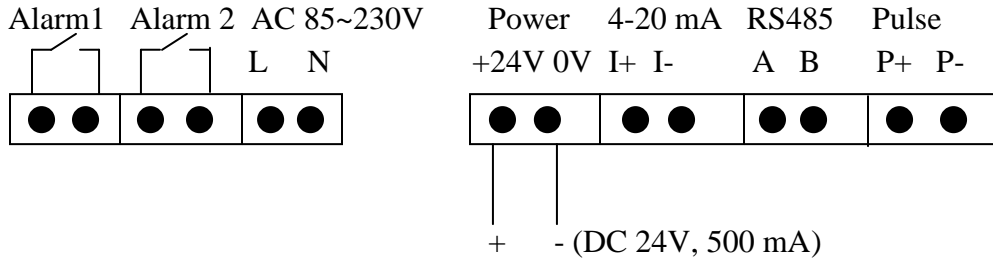 Alarm1 Alarm 2 AC 85~230V Power 4-20 mA RS485 Pulse
L N +24V 0V I+ I- A B P+ P-
+ - (DC 24V, 500 mA)